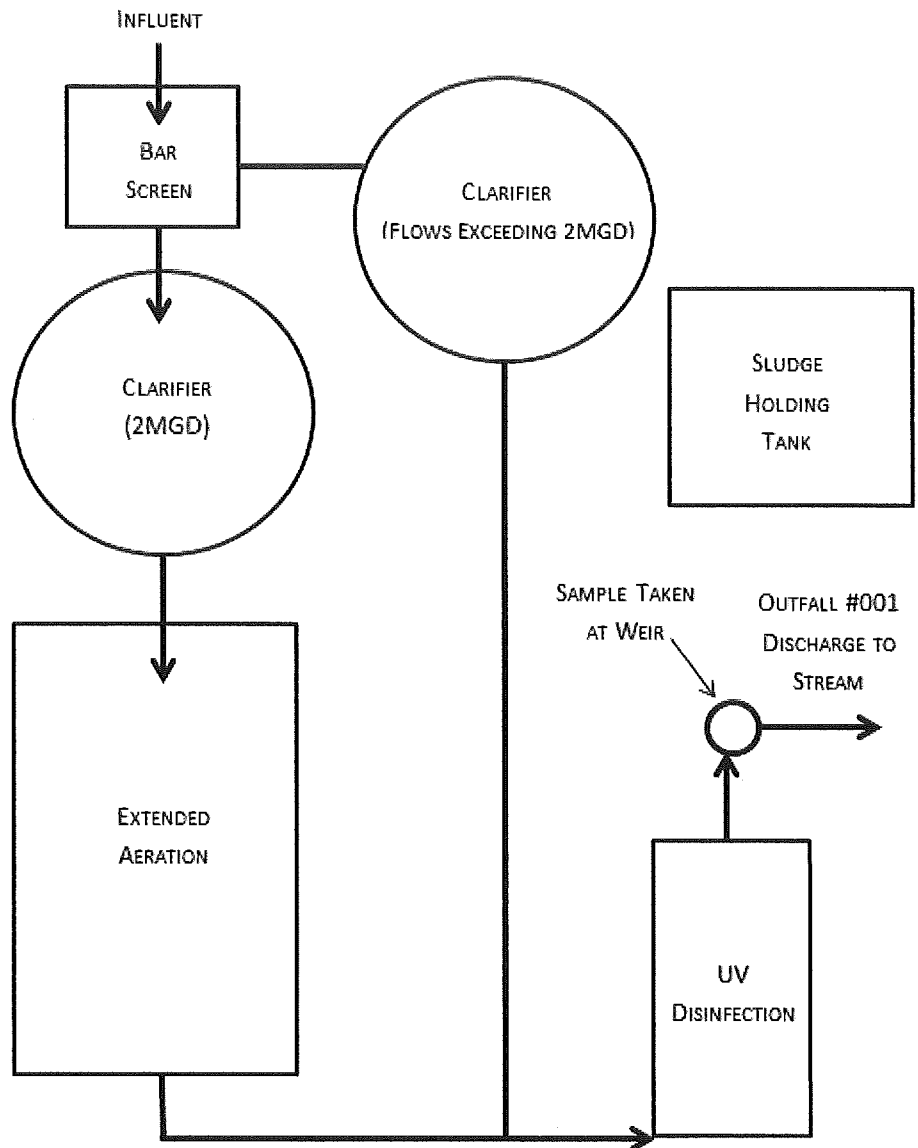 INFLUENT
BAR
SCREEN
CLARIFIER
(FLOWS EXCEEDING 2MGD)
CLARIFIER
(2MGD)
SLUDGE
HOLDING
TANK
SAMPLE TAKEN
AT WEIR
OUTFALL #001
DISCHARGE TO
STREAM
EXTENDED
AERATION
UV
DISINFECTION